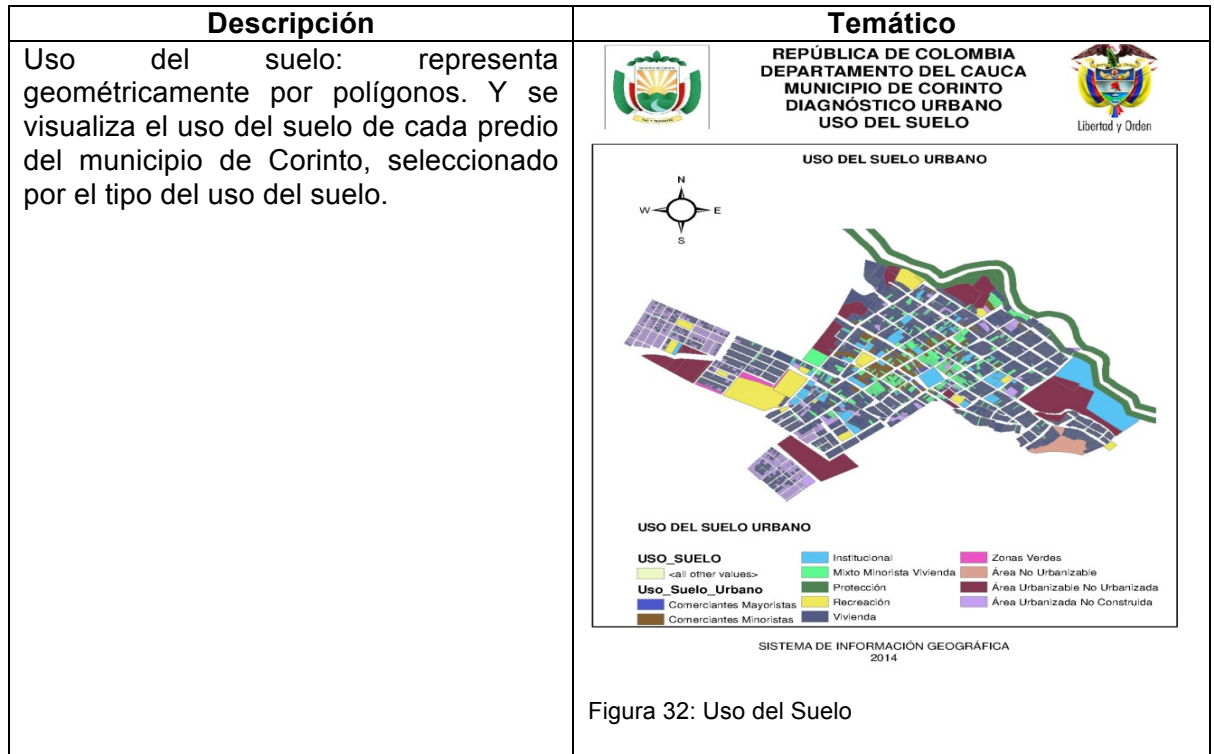 Descripción
Temático
Uso del suelo: representa
geométricamente por polígonos. Y se
visualiza el uso del suelo de cada predio
del municipio de Corinto, seleccionado
por el tipo del uso del suelo.
REPÚBLICA DE COLOMBIA
DEPARTAMENTO DEL CAUCA
MUNICIPIO DE CORINTO
DIAGNÓSTICO URBANO
USO DEL SUELO
Libertad y Orden
USO DEL SUELO URBANO
N
W E
S
USO DEL SUELO URBANO
USO_SUELO
<all other values>
Uso_Suelo_Urbano
Comerciantes Mayoristas
Comerciantes Minoristas
Institucional
Mixto Minorista Vivienda
Protección
Recreación
Vivienda
Zonas Verdes
Área No Urbanizable
Área Urbanizable No Urbanizada
Área Urbanizada No Construida
SISTEMA DE INFORMACIÓN GEOGRÁFICA
2014
Figura 32: Uso del Suelo